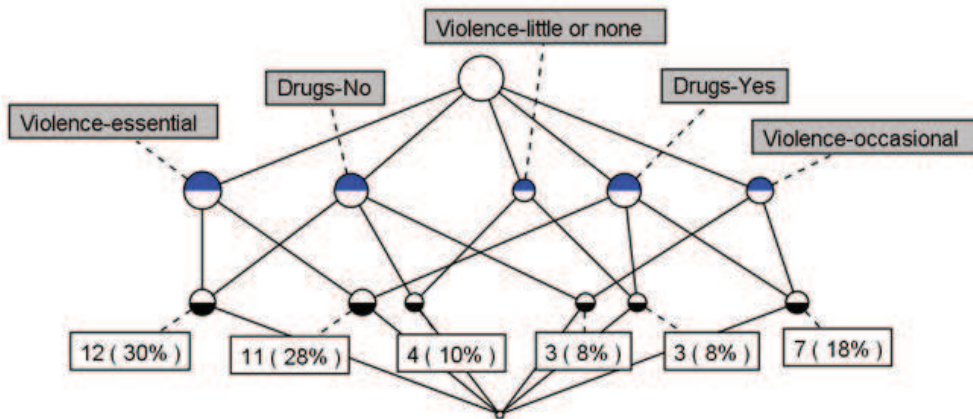 Violence-little or none
Drugs-No
Drugs-Yes
Violence-essential
Violence-occasional
12 ( 30% )
11 ( 28% )
4 ( 10% )
3 ( 8% )
3 ( 8% )
7 ( 18% )